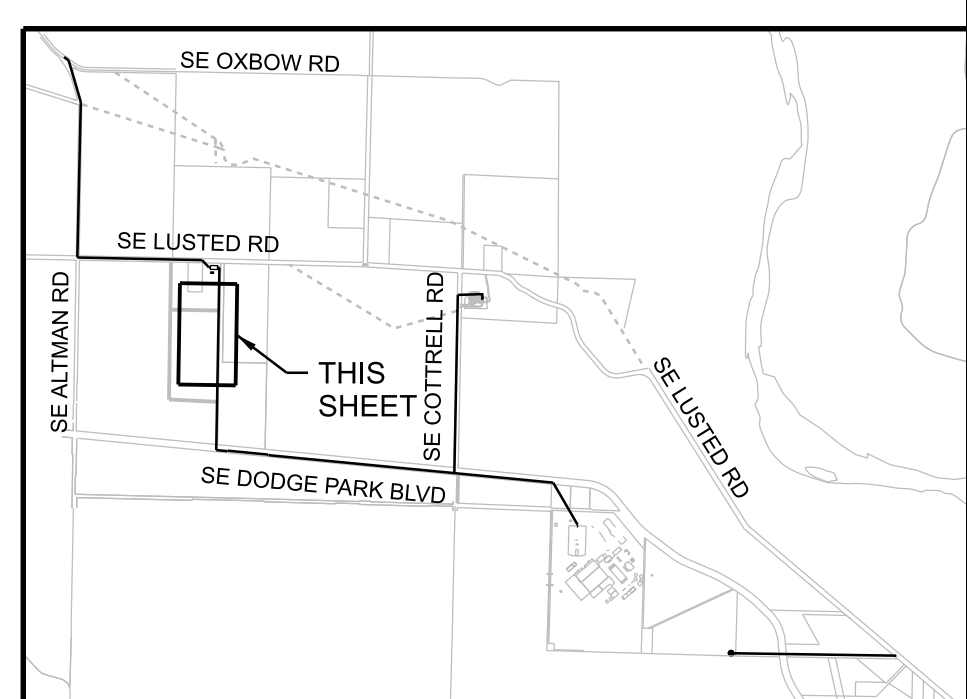 SE OXBOW RD
SE LUSTED RD
SE ALTMAN RD
THIS
SHEET
SE COTTRELL RD
SE LUSTED RD
SE DODGE PARK BLVD